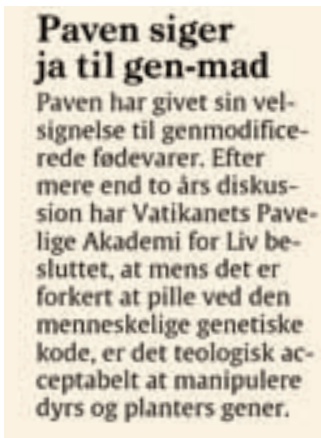 Paven siger
ja til gen-mad
Paven har givet sin vel-
signelse til genmodifice-
rede fødevarer. Efter
mere end to års diskus-
sion har Vatikanets Pave-
lige Akademi for Liv be-
sluttet, at mens det er
forkert at pille ved den
menneskelige genetiske
kode, er det teologisk ac-
ceptabelt at manipulere
dyrs og planters gener.